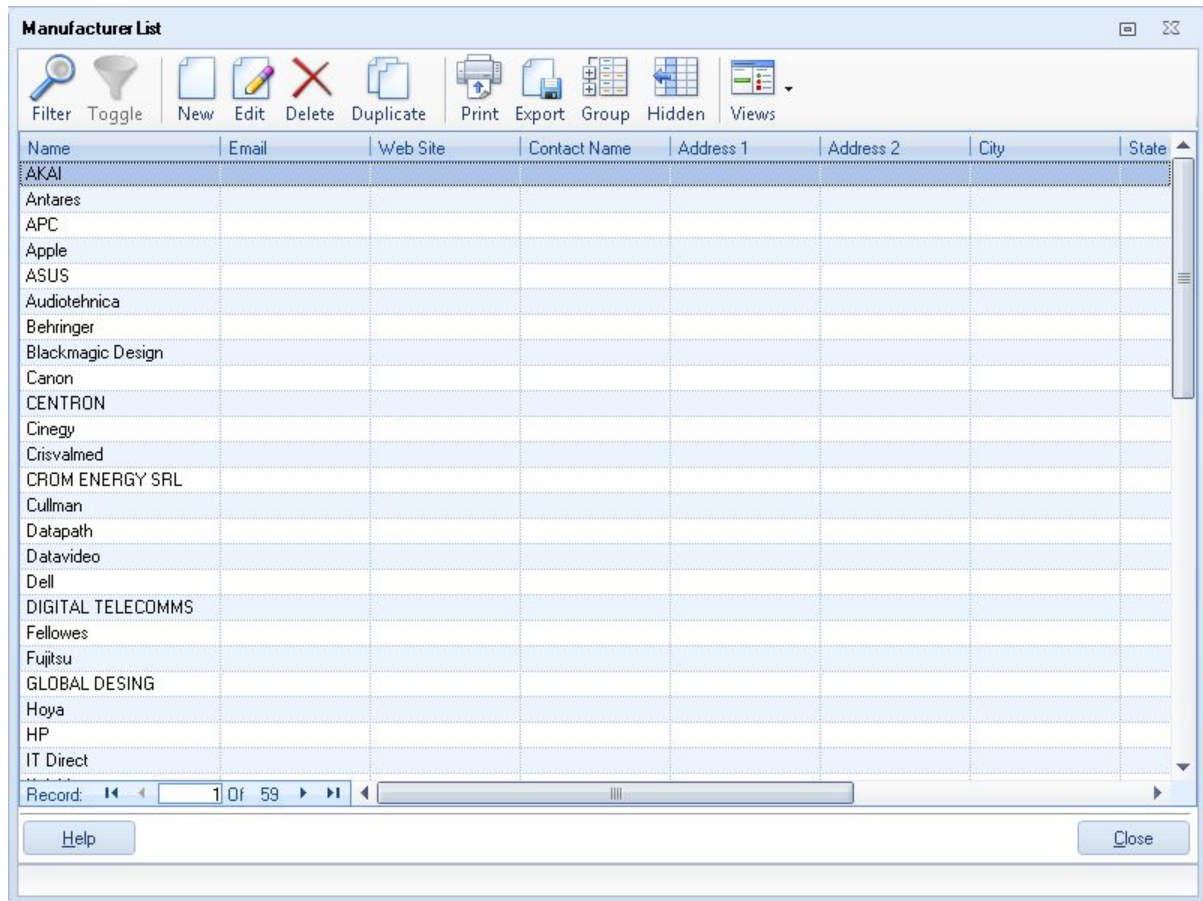 Manufacturer List
Filter Toggle New Edit Delete Duplicate Print Export Group Hidden Views
Name Email Web Site Contact Name Address 1 Address 2 City State
AKAI
Antares
APC
Apple
ASUS
Audiotehnica
Behringer
Blackmagic Design
Canon
CENTRON
Cinegy
Crisvalmed
CROM ENERGY SRL
Cullman
Datapath
Datavideo
Dell
DIGITAL TELECOMMS
Fellowes
Fujitsu
GLOBAL DESING
Hoya
HP
IT Direct
Record: 1 Of 59
Help Close